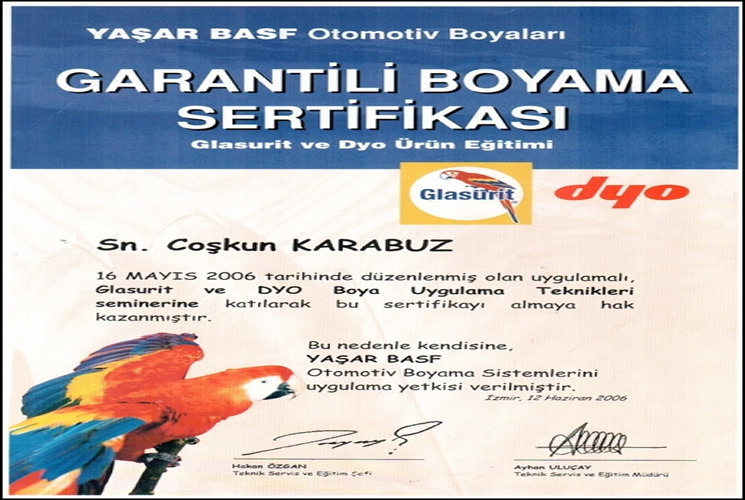 YAŞAR BASF Otomotiv Boyaları
GARANTİLİ BOYAMA
SERTİFİKASI
Glasurit ve Dyo Ürün Eğitimi
Glasurit
dyo
Sn. Coşkun KARABUZ
16 MAYIS 2006 tarihinde düzenlenmiş olan uygulamalı,
Glasurit ve DYO Boya Uygulama Teknikleri
seminerine katılarak bu sertifikayı almaya hak
kazanmıştır.
Bu nedenle kendisine,
YAŞAR BASF
Otomotiv Boyama Sistemlerini
uygulama yetkisi verilmiştir.
İzmir, 12 Haziran 2006
Hakan ÖZGAN
Teknik Servis ve Eğitim Şefi
Ayhan ULUÇAY
Teknik Servis ve Eğitim Müdürü